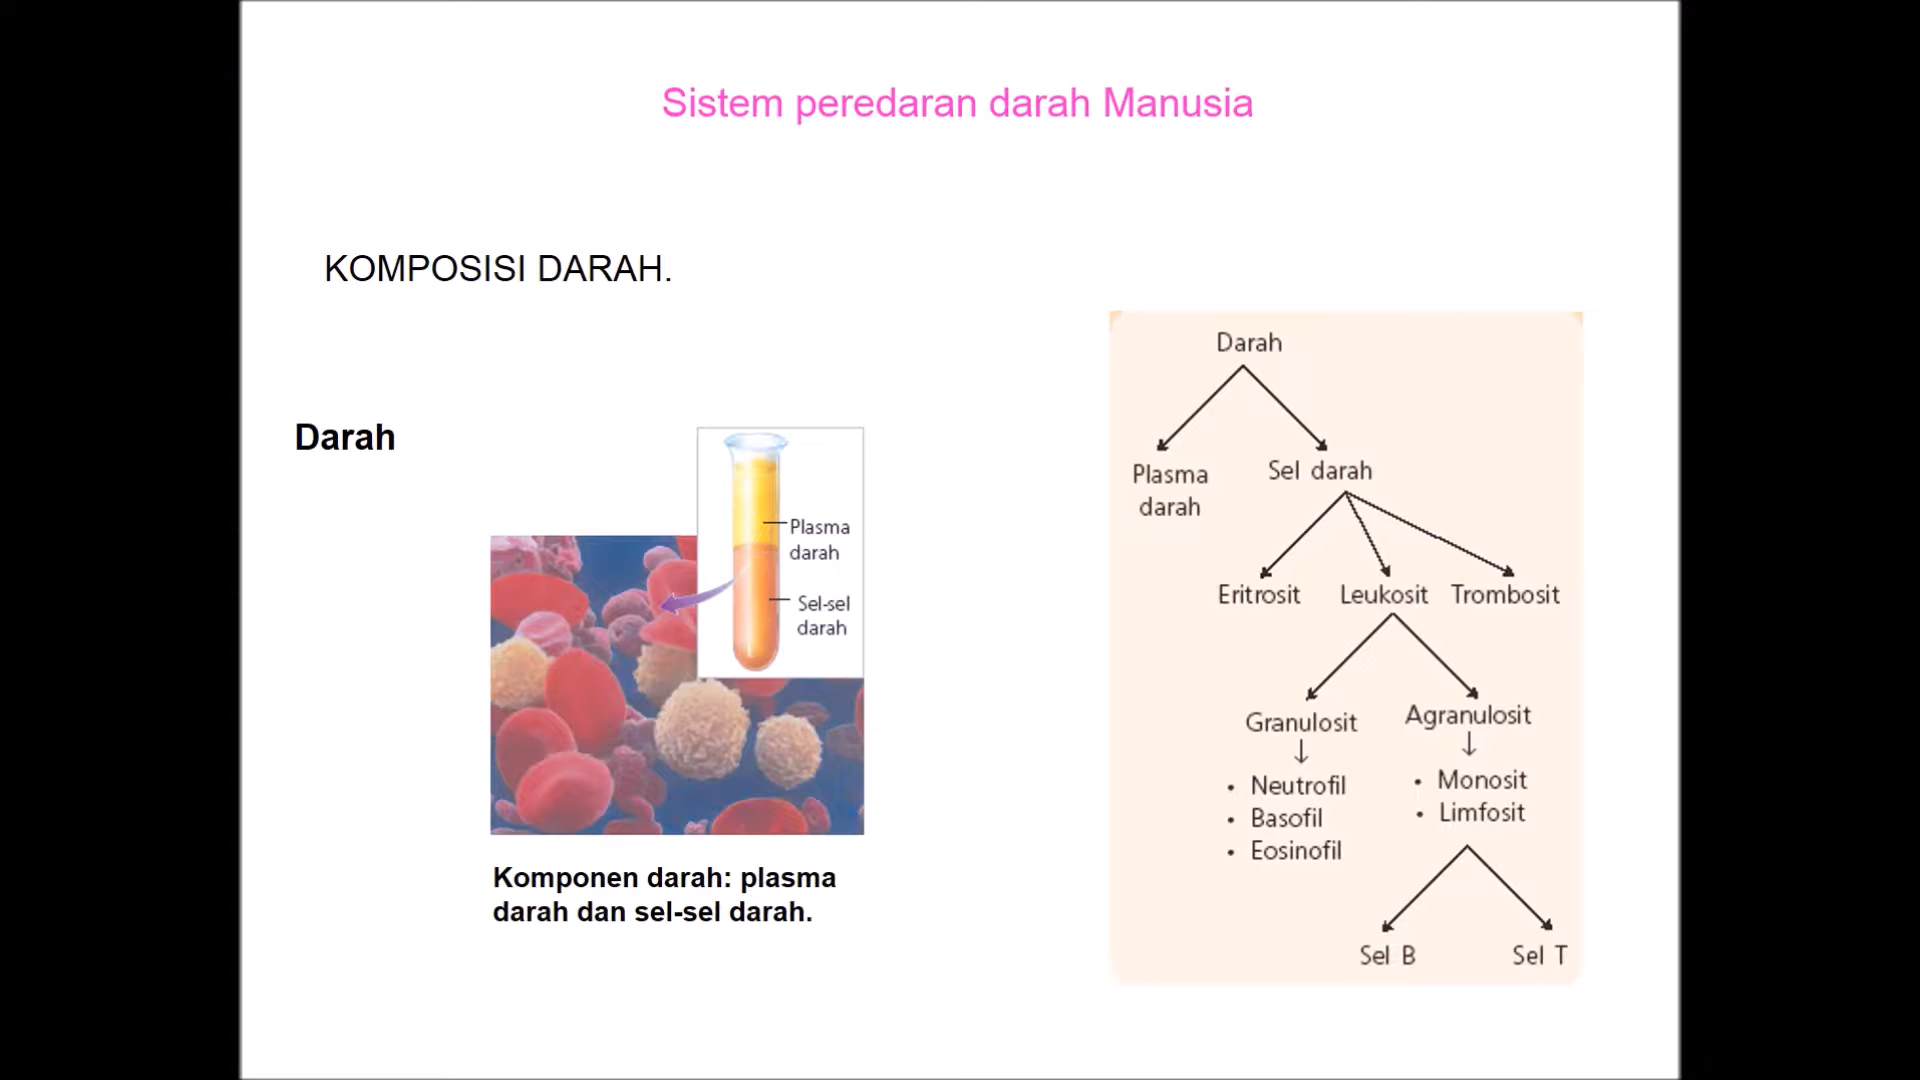 Sistem peredaran darah Manusia
KOMPOSISI DARAH.
Darah
Plasma
darah
Sel-sel
darah
Komponen darah: plasma
darah dan sel-sel darah.
Darah
Plasma
darah
Sel darah
Eritrosit Leukosit Trombosit
Granulosit
• Neutrofil
• Basofil
• Eosinofil
Agranulosit
• Monosit
• Limfosit
Sel B Sel T